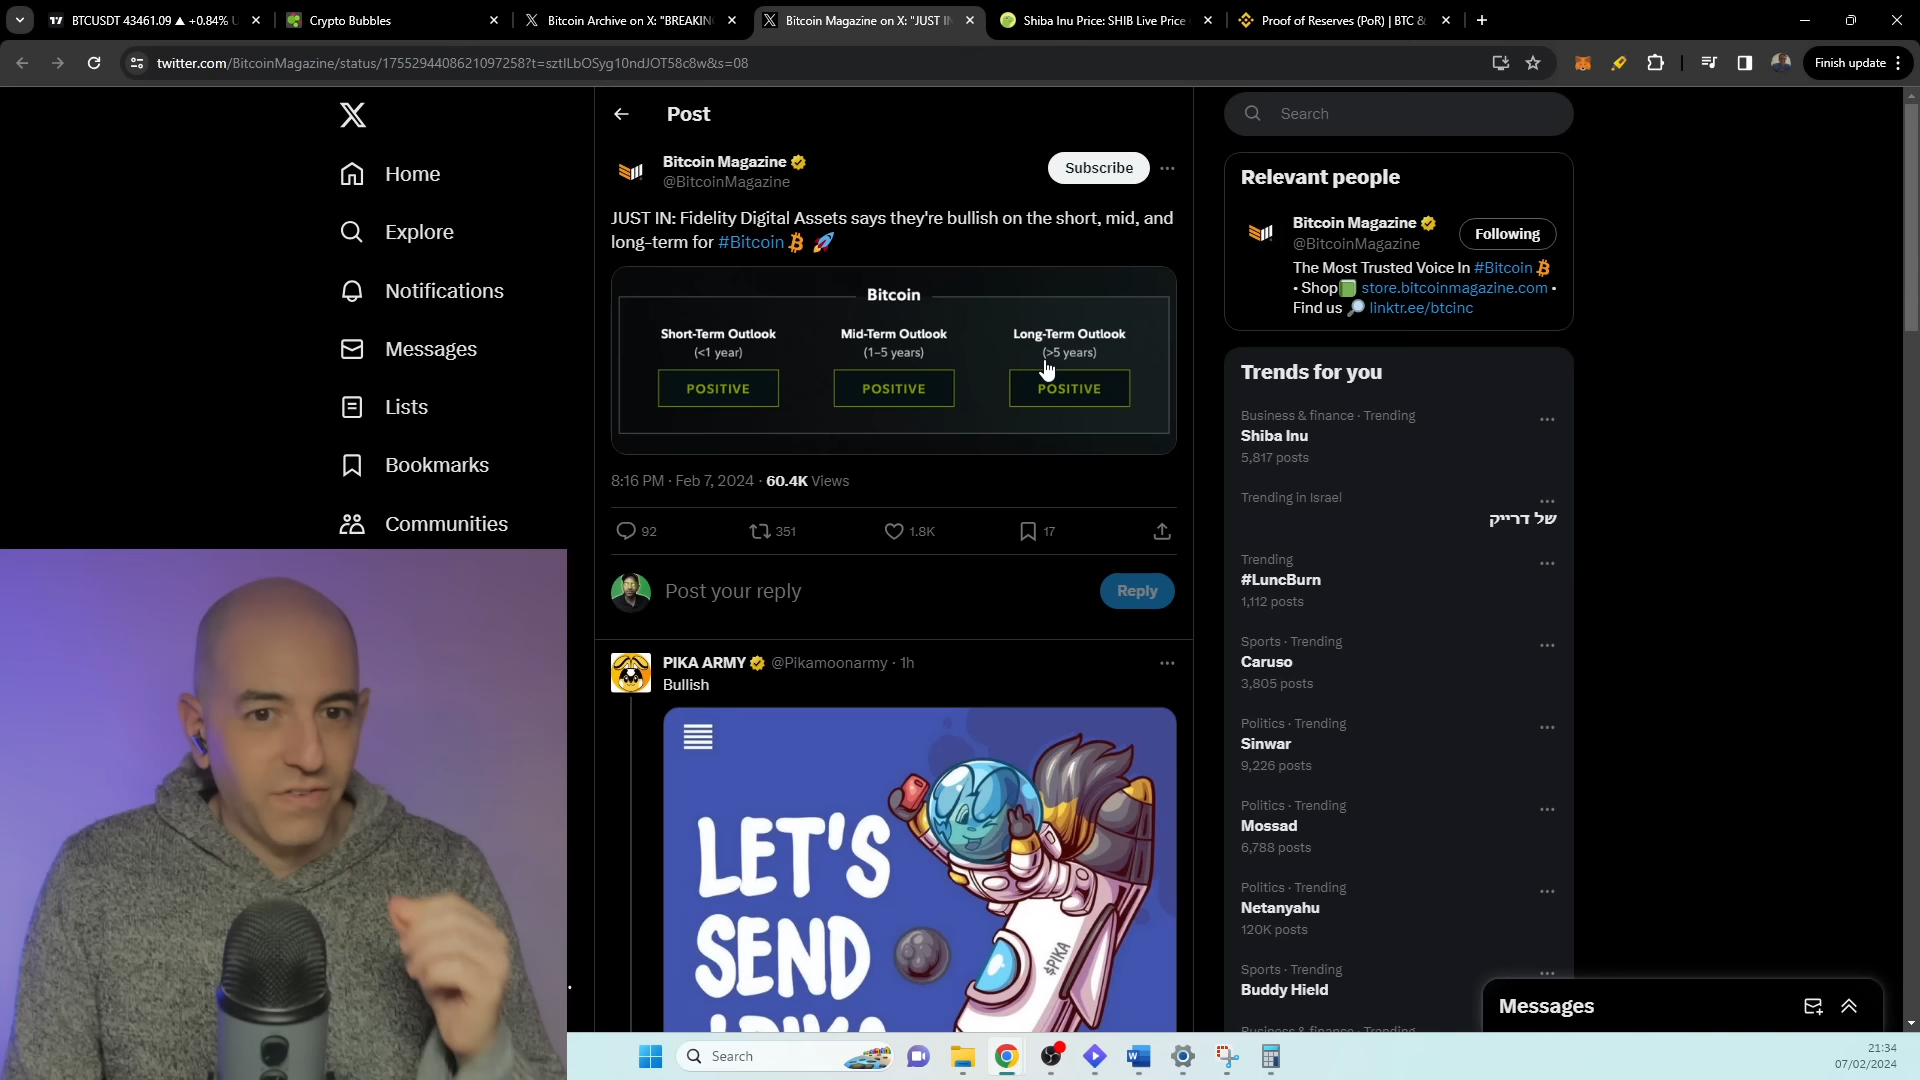 BTCUSDT 43461.09 ▲ +0.84% U
Crypto Bubbles
Bitcoin Archive on X: "BREAKIN
Bitcoin Magazine on X: "JUST IN
Shiba Inu Price: SHIB Live Price
Proof of Reserves (PoR) | BTC &
twitter.com/BitcoinMagazine/status/1755294408621097258?t=sztlLbOSyg10ndJOT58c8w&s=08
Finish update
Home
Explore
Notifications
Messages
Lists
Bookmarks
Communities
Post
Bitcoin Magazine
@BitcoinMagazine
Subscribe
JUST IN: Fidelity Digital Assets says they're bullish on the short, mid, and
long-term for #Bitcoin
Bitcoin
Short-Term Outlook
(<1 year)
POSITIVE
Mid-Term Outlook
(1–5 years)
POSITIVE
Long-Term Outlook
(>5 years)
POSITIVE
8:16 PM · Feb 7, 2024 · 60.4K Views
92
351
1.8K
17
Post your reply
Reply
PIKA ARMY @Pikamoonarmy · 1h
Bullish
LET'S
SEND
$PIKA
Search
Relevant people
Bitcoin Magazine
@BitcoinMagazine
Following
The Most Trusted Voice In #Bitcoin
• Shop store.bitcoinmagazine.com •
Find us linktr.ee/btcinc
Trends for you
Business & finance · Trending
Shiba Inu
5,817 posts
Trending in Israel
של דרייק
Trending
#LuncBurn
1,112 posts
Sports · Trending
Caruso
3,805 posts
Politics · Trending
Sinwar
9,226 posts
Politics · Trending
Mossad
6,788 posts
Politics · Trending
Netanyahu
120K posts
Sports · Trending
Buddy Hield
Business & finance · Trending
Messages
Search
21:34
07/02/2024